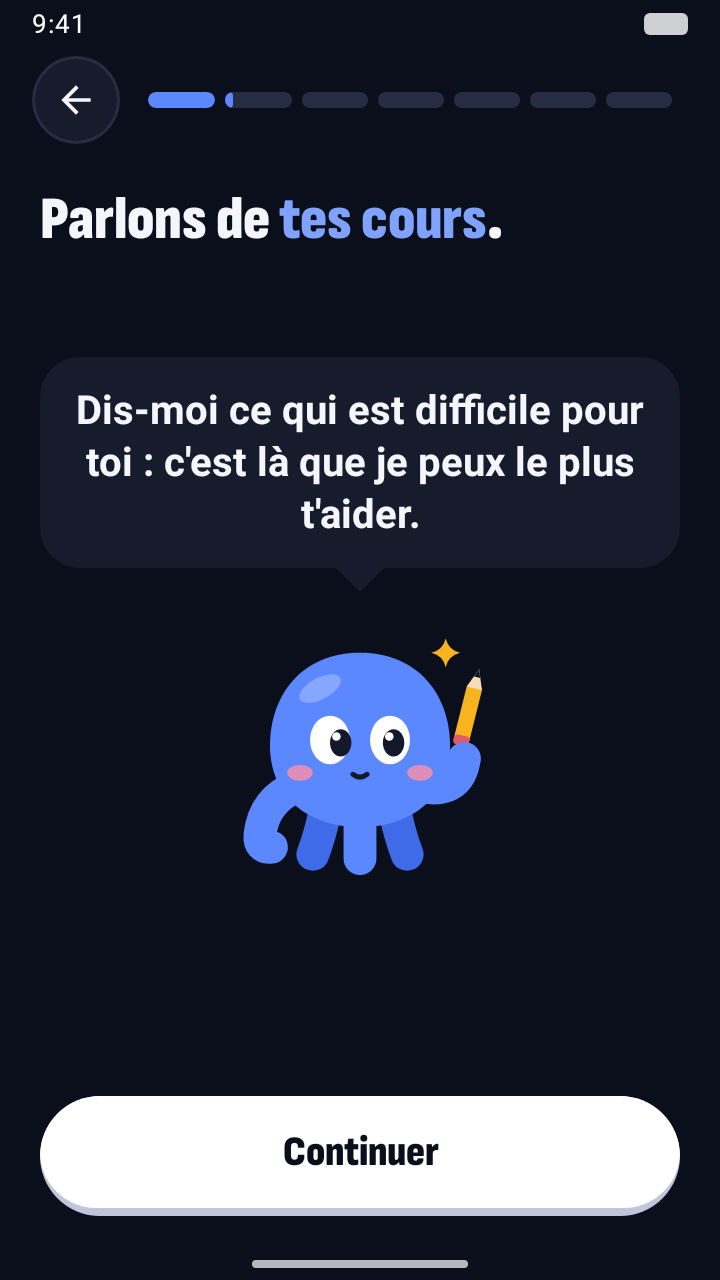 9:41
Parlons de tes cours.
Dis-moi ce qui est difficile pour
toi : c'est là que je peux le plus
t'aider.
Continuer